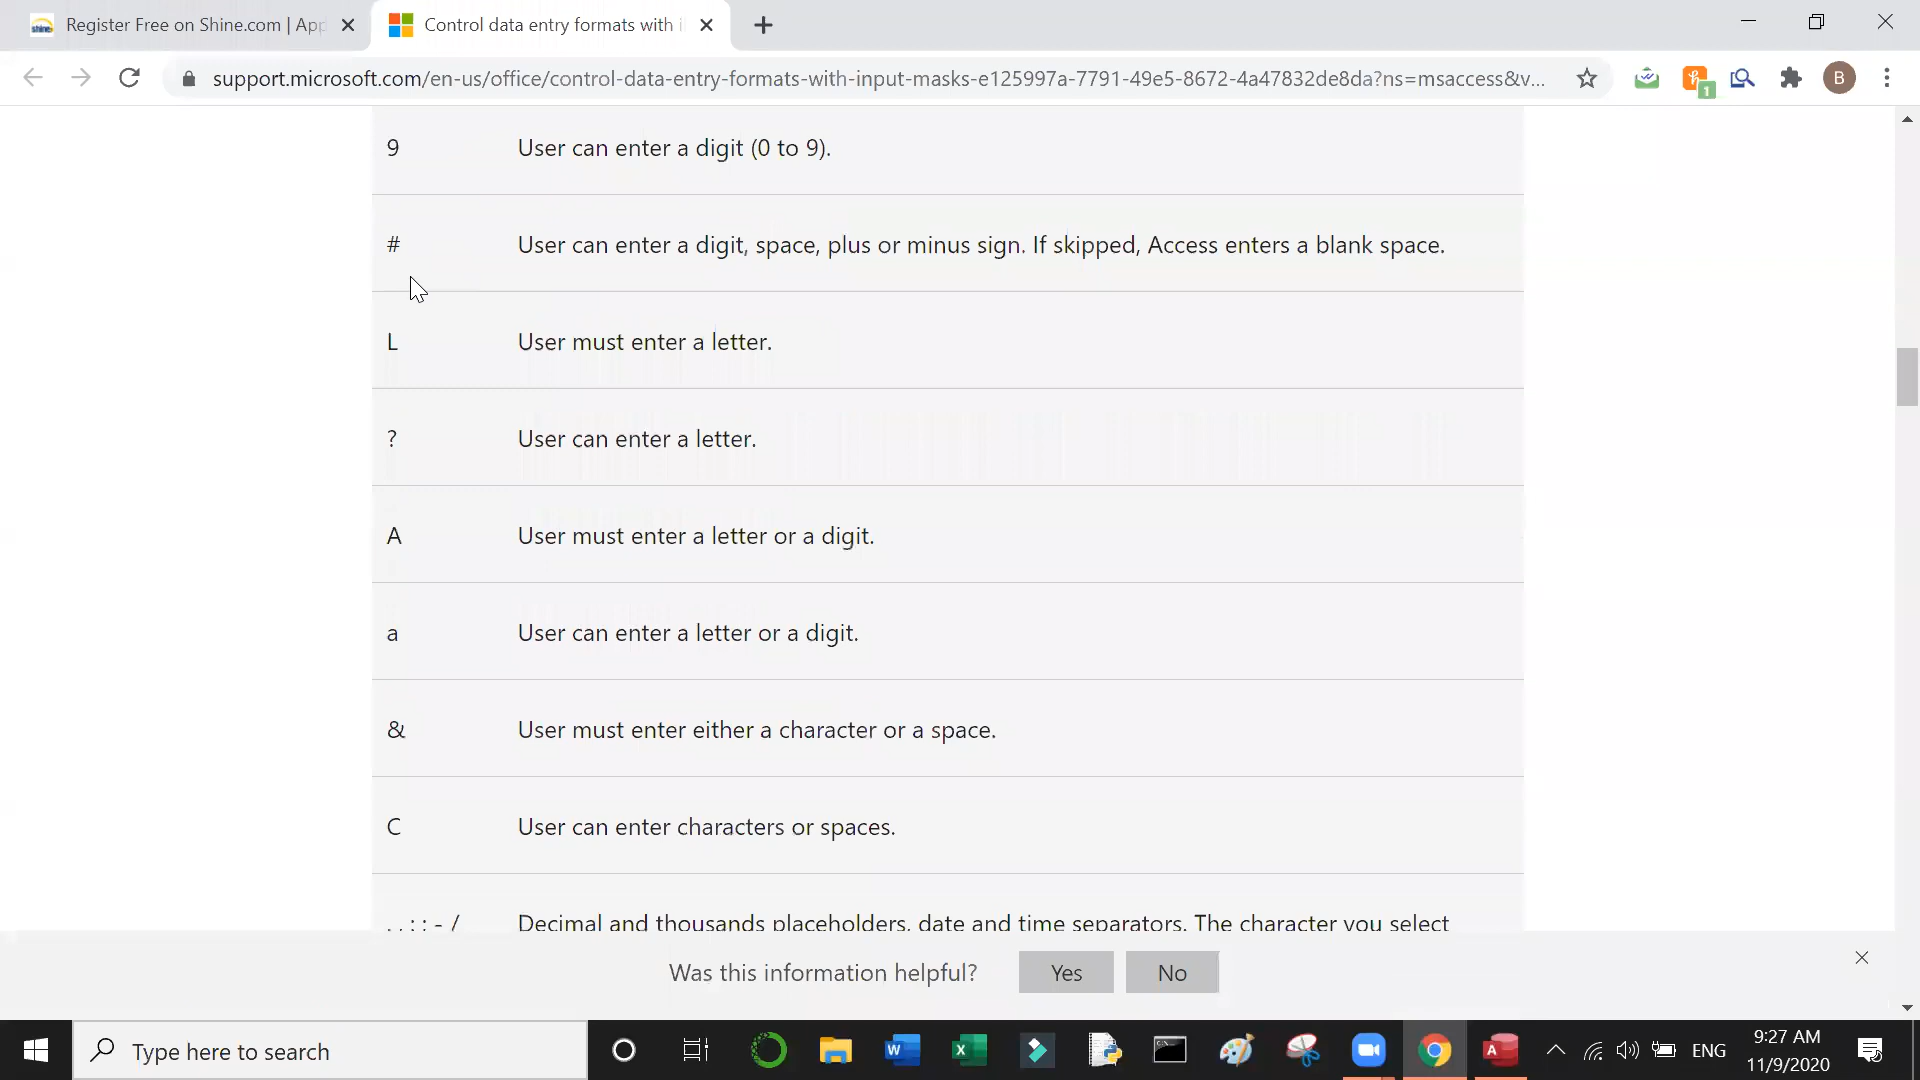 Register Free on Shine.com | App
Control data entry formats with i
support.microsoft.com/en-us/office/control-data-entry-formats-with-input-masks-e125997a-7791-49e5-8672-4a47832de8da?ns=msaccess&v...
1
B
9 User can enter a digit (0 to 9).
# User can enter a digit, space, plus or minus sign. If skipped, Access enters a blank space.
L User must enter a letter.
? User can enter a letter.
A User must enter a letter or a digit.
a User can enter a letter or a digit.
& User must enter either a character or a space.
C User can enter characters or spaces.
. , : ; - / Decimal and thousands placeholders, date and time separators. The character you select
Was this information helpful? Yes No
Type here to search
ENG
9:27 AM
11/9/2020